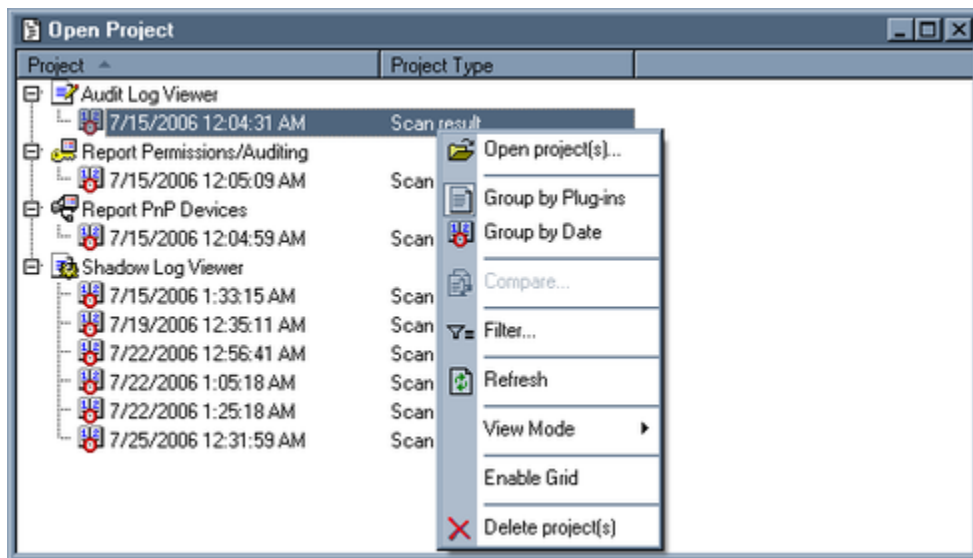 Open Project
Project Project Type
Audit Log Viewer
7/15/2006 12:04:31 AM Scan result
Report Permissions/Auditing
7/15/2006 12:05:09 AM Scan
Report PnP Devices
7/15/2006 12:04:59 AM Scan
Shadow Log Viewer
7/15/2006 1:33:15 AM Scan
7/19/2006 12:35:11 AM Scan
7/22/2006 12:56:41 AM Scan
7/22/2006 1:05:18 AM Scan
7/22/2006 1:25:18 AM Scan
7/25/2006 12:31:59 AM Scan
Open project(s)...
Group by Plug-ins
Group by Date
Compare...
Filter...
Refresh
View Mode
Enable Grid
Delete project(s)